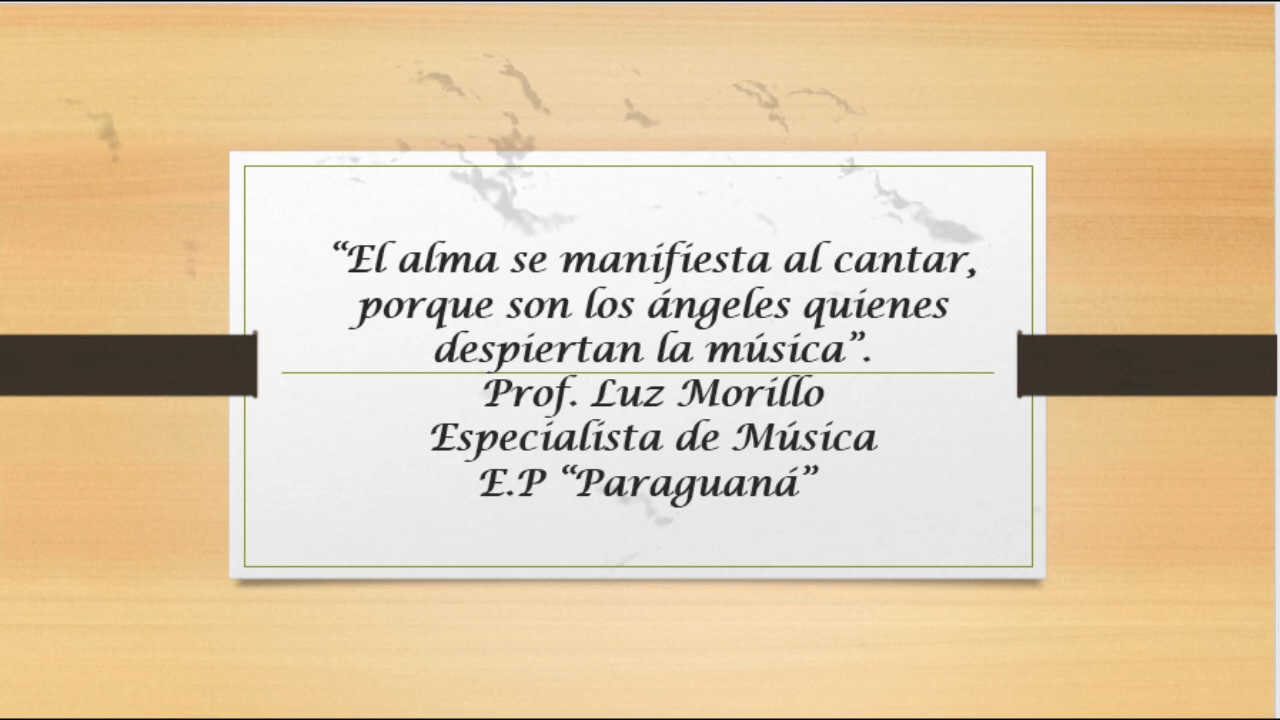 “El alma se manifiesta al cantar,
porque son los ángeles quienes
despiertan la música”.
Prof. Luz Morillo
Especialista de Música
E.P “Paraguaná”